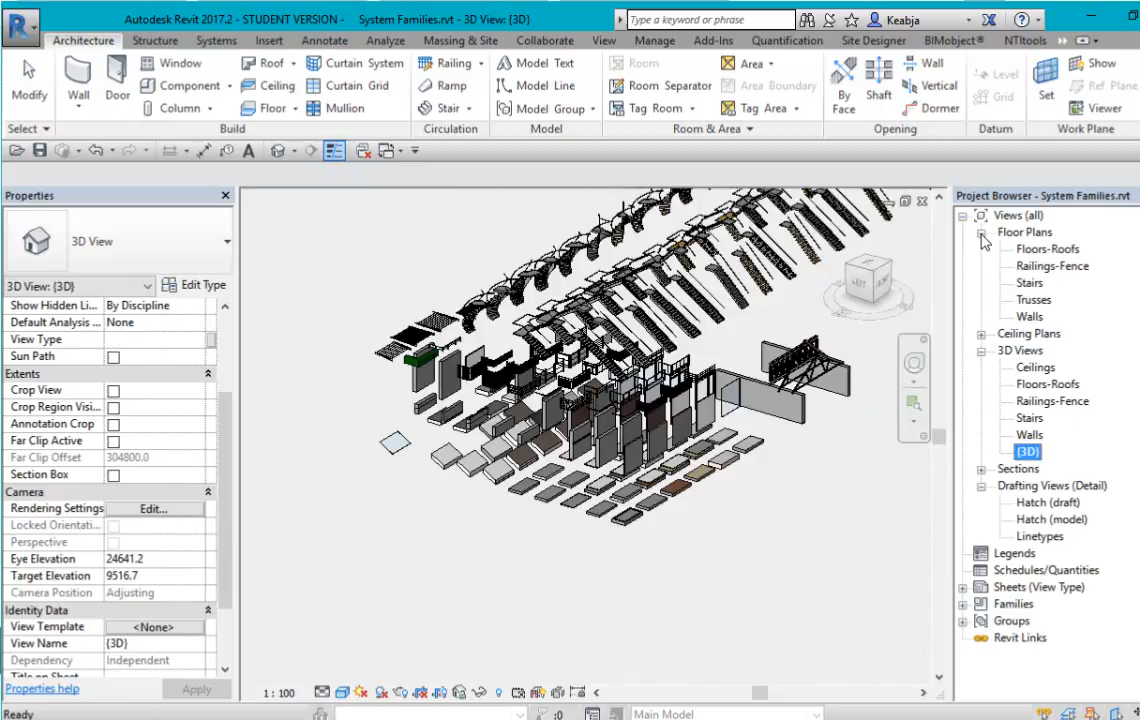 Autodesk Revit 2017.2 - STUDENT VERSION - System Families.rvt - 3D View: {3D} Type a keyword or phrase Keabja
Architecture Structure Systems Insert Annotate Analyze Massing & Site Collaborate View Manage Add-Ins Quantification Site Designer BIMobject® NTItools
Modify Wall Door Window Component Column Roof Ceiling Floor Curtain System Curtain Grid Mullion Railing Ramp Stair Model Text Model Line Model Group Room Room Separator Tag Room Area Area Boundary Tag Area By Face Shaft Wall Vertical Dormer Level Grid Set Show Ref Plane Viewer
Select Build Circulation Model Room & Area Opening Datum Work Plane
Properties
3D View
3D View: {3D} Edit Type
Show Hidden Li... By Discipline
Default Analysis ... None
View Type
Sun Path
Extents
Crop View
Crop Region Visi...
Annotation Crop
Far Clip Active
Far Clip Offset 304800.0
Section Box
Camera
Rendering Settings Edit...
Locked Orientati...
Perspective
Eye Elevation 24641.2
Target Elevation 9516.7
Camera Position Adjusting
Identity Data
View Template <None>
View Name {3D}
Dependency Independent
Title on Sheet
Properties help Apply
LEFT
1 : 100
Project Browser - System Families.rvt
Views (all)
Floor Plans
Floors-Roofs
Railings-Fence
Stairs
Trusses
Walls
Ceiling Plans
3D Views
Ceilings
Floors-Roofs
Railings-Fence
Stairs
Walls
{3D}
Sections
Drafting Views (Detail)
Hatch (draft)
Hatch (model)
Linetypes
Legends
Schedules/Quantities
Sheets (View Type)
Families
Groups
Revit Links
Ready :0 Main Model